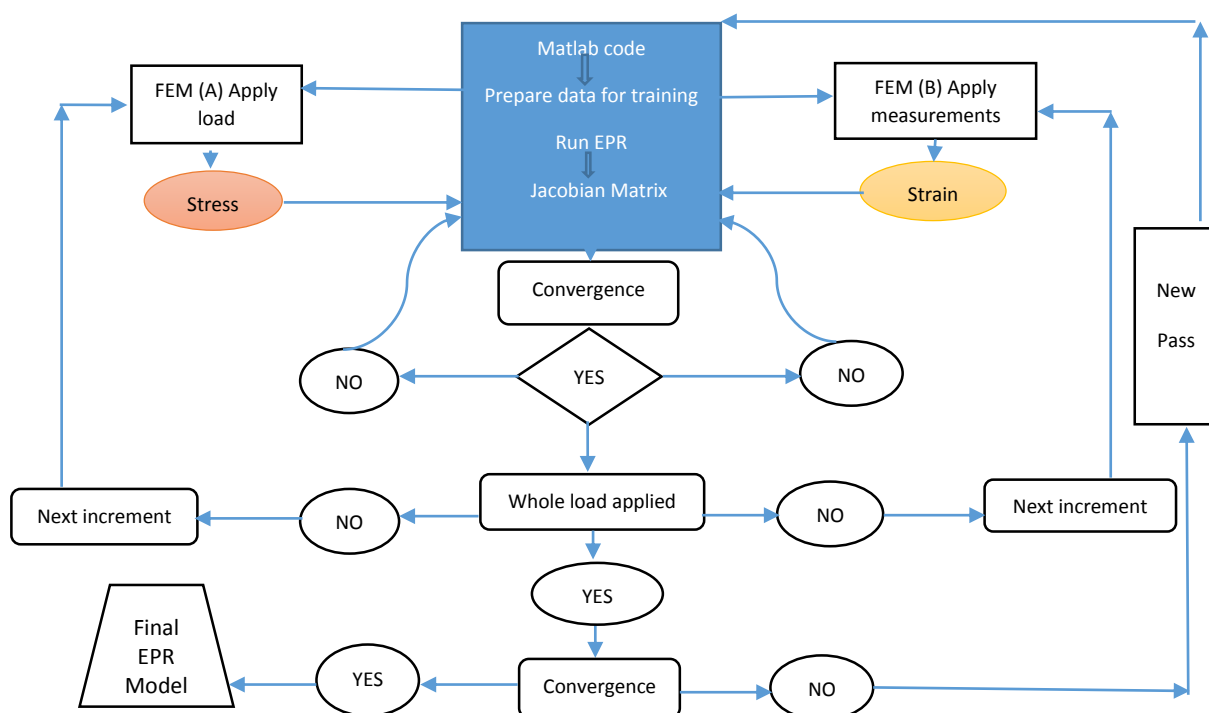 Matlab code
FEM (A) Apply
load
Prepare data for training
FEM (B) Apply
measurements
Run EPR
Stress
Jacobian Matrix
Strain
Convergence
New
Pass
NO
YES
NO
Next increment
NO
Whole load applied
NO
Next increment
YES
Final
EPR
Model
YES
Convergence
NO